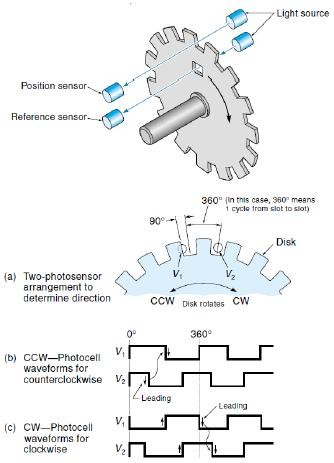 Light source
Position sensor
Reference sensor
360° (In this case, 360° means
1 cycle from slot to slot)
90°
Disk
V1
V2
(a) Two-photosensor
arrangement to
determine direction
CCW Disk rotates CW
0° 360°
(b) CCW—Photocell
waveforms for
counterclockwise
V1
V2
Leading
Leading
(c) CW—Photocell
waveforms for
clockwise
V1
V2